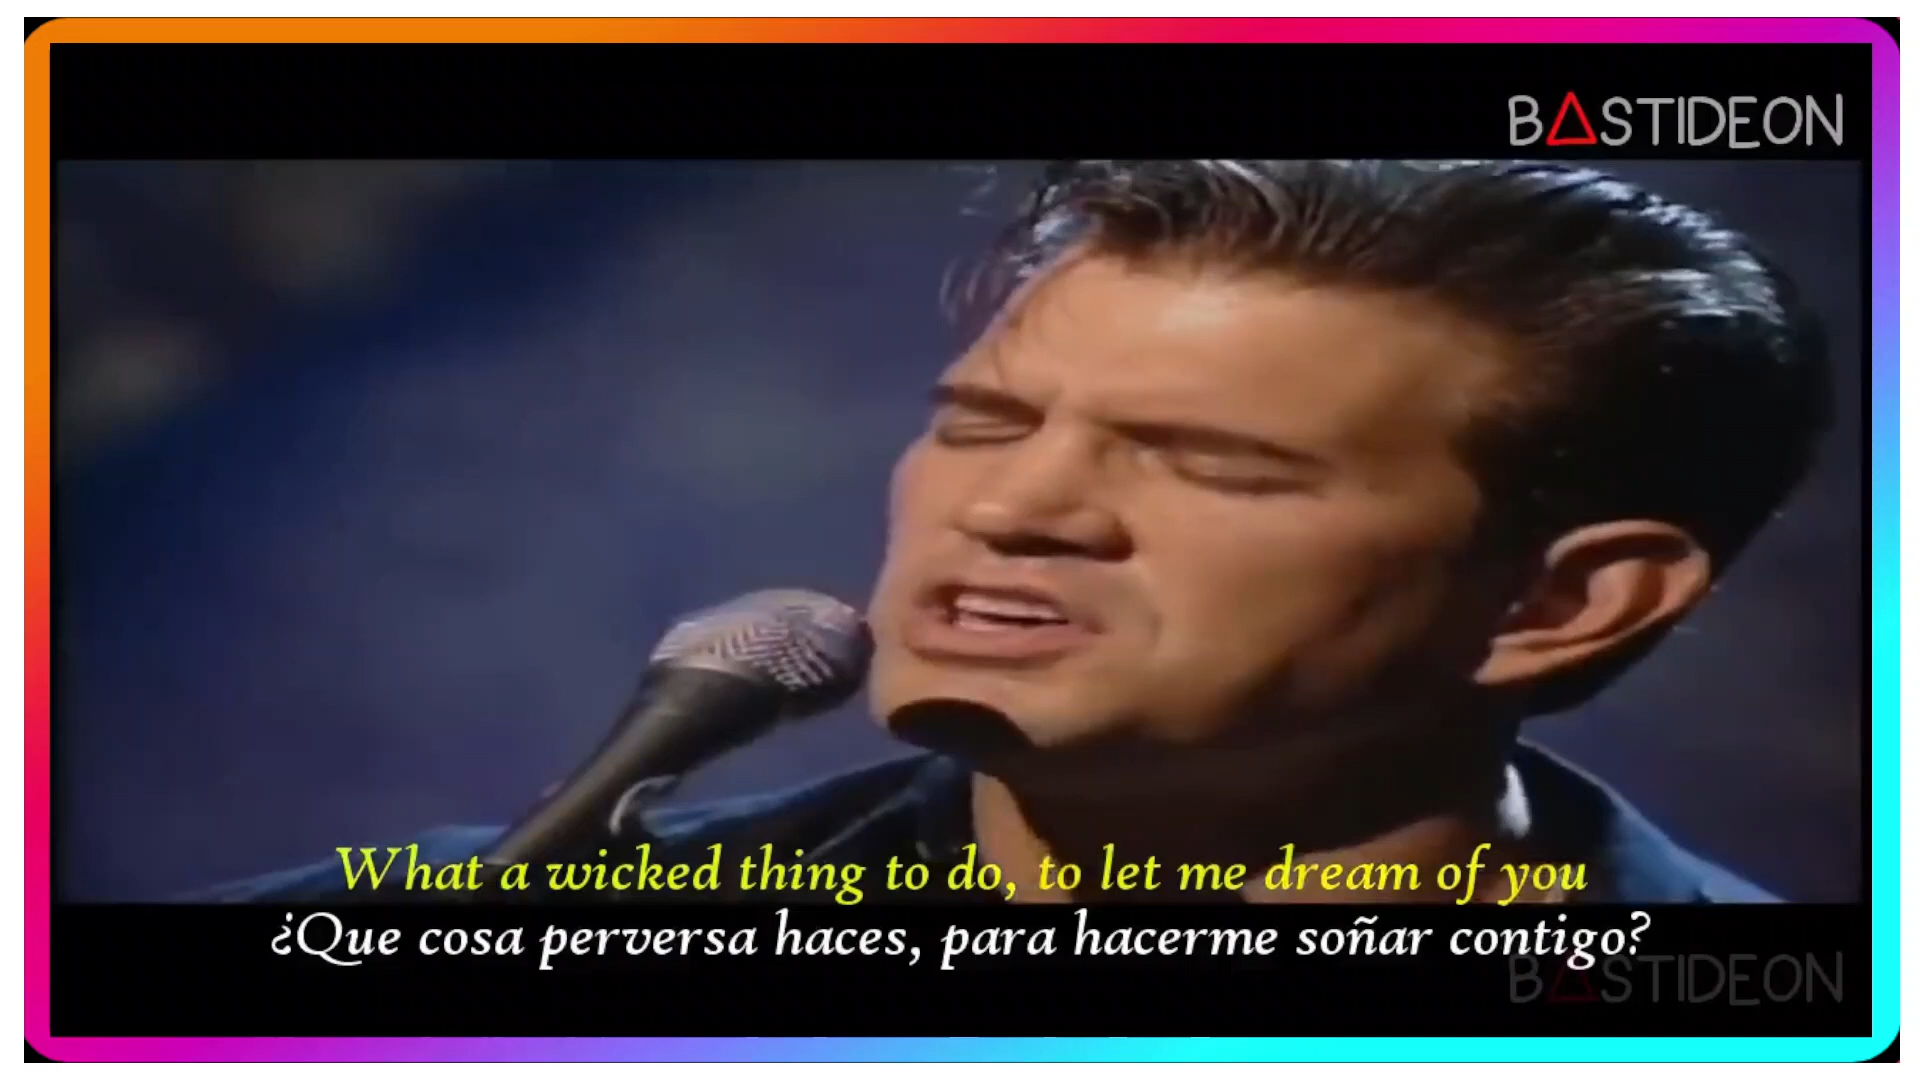 BASTIDEON
What a wicked thing to do, to let me dream of you
¿Que cosa perversa haces, para hacerme soñar contigo?
BASTIDEON